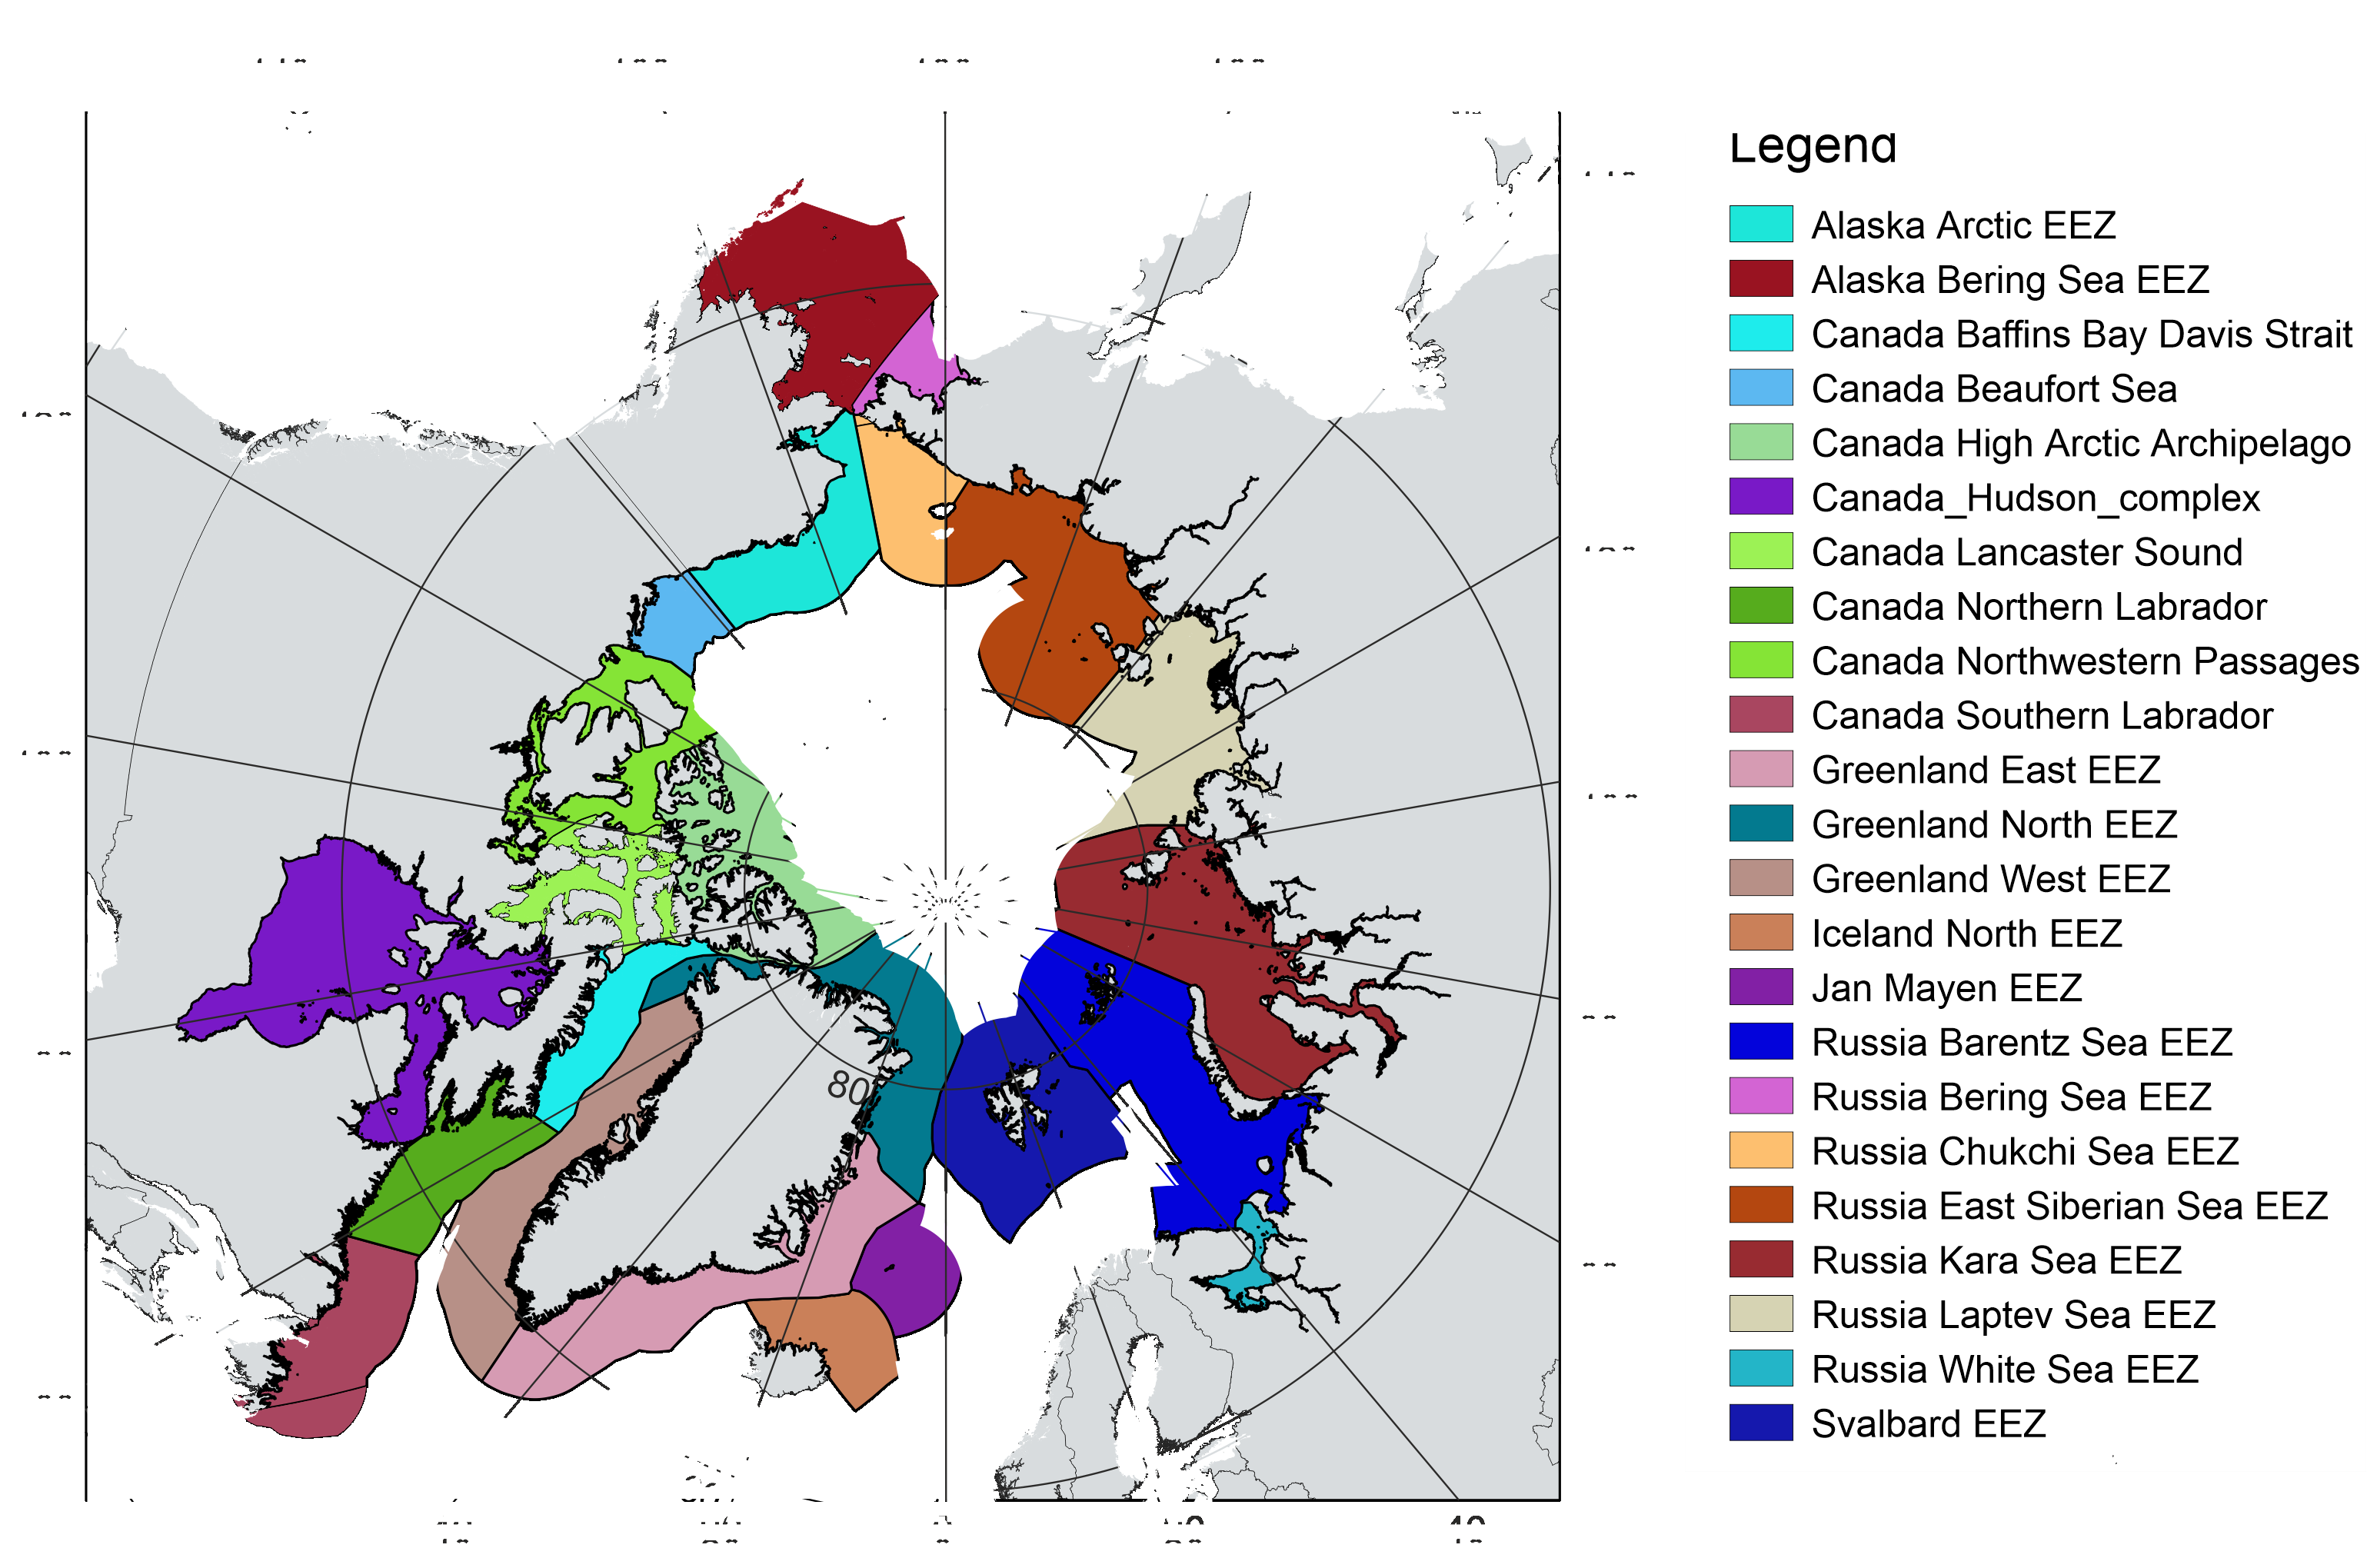 Legend
Alaska Arctic EEZ
Alaska Bering Sea EEZ
Canada Baffins Bay Davis Strait
Canada Beaufort Sea
Canada High Arctic Archipelago
Canada_Hudson_complex
Canada Lancaster Sound
Canada Northern Labrador
Canada Northwestern Passages
Canada Southern Labrador
Greenland East EEZ
Greenland North EEZ
Greenland West EEZ
Iceland North EEZ
Jan Mayen EEZ
Russia Barentz Sea EEZ
Russia Bering Sea EEZ
Russia Chukchi Sea EEZ
Russia East Siberian Sea EEZ
Russia Kara Sea EEZ
Russia Laptev Sea EEZ
Russia White Sea EEZ
Svalbard EEZ
80